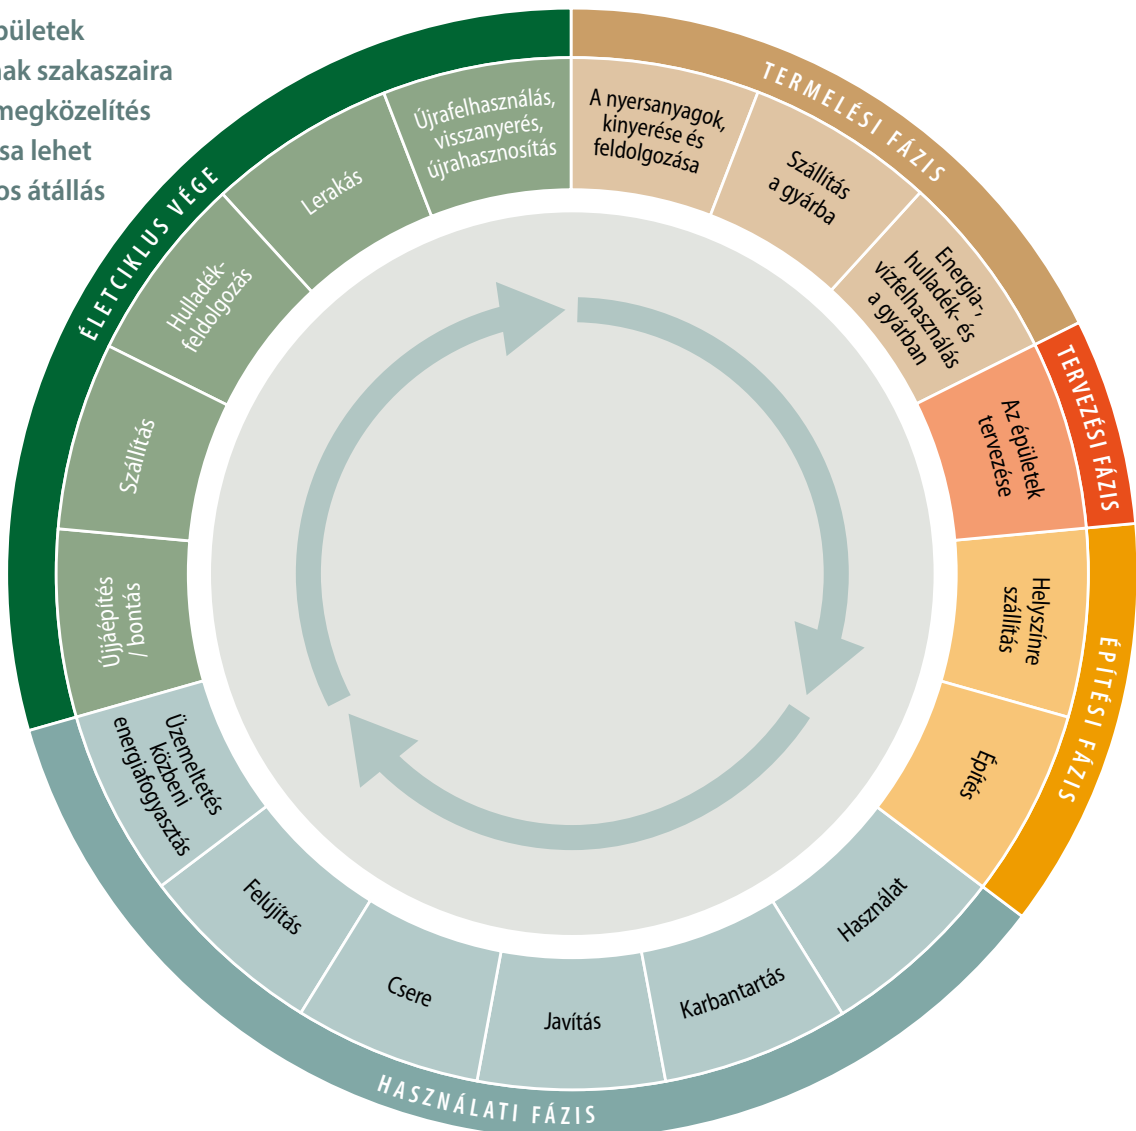 pületek
nak szakaszaira
megközelítés
sa lehet
os átállás
TERMELÉSI FÁZIS
A nyersanyagok,
kinyerése és
feldolgozása
Szállítás
a gyárba
Energia-,
hulladék- és
vízfelhasználás
a gyárban
TERVEZÉSI FÁZIS
Az épületek
tervezése
ÉPÍTÉSI FÁZIS
Helyszínre
szállítás
Építés
HASZNÁLATI FÁZIS
Használat
Karbantartás
Javítás
Csere
Felújítás
Üzemeltetés
közbeni
energiafogyasztás
ÉLETCIKLUS VÉGE
Újjáépítés
/ bontás
Szállítás
Hulladék-
feldolgozás
Lerakás
Újrafelhasználás,
visszanyerés,
újrahasznosítás